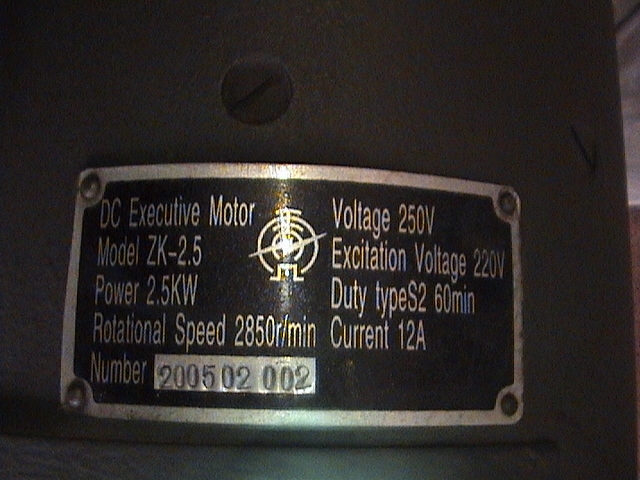 DC Executive Motor
Model ZK-2.5
Power 2.5KW
Rotational Speed 2850r/min
Number 200502 002
Voltage 250V
Excitation Voltage 220V
Duty typeS2 60min
Current 12A